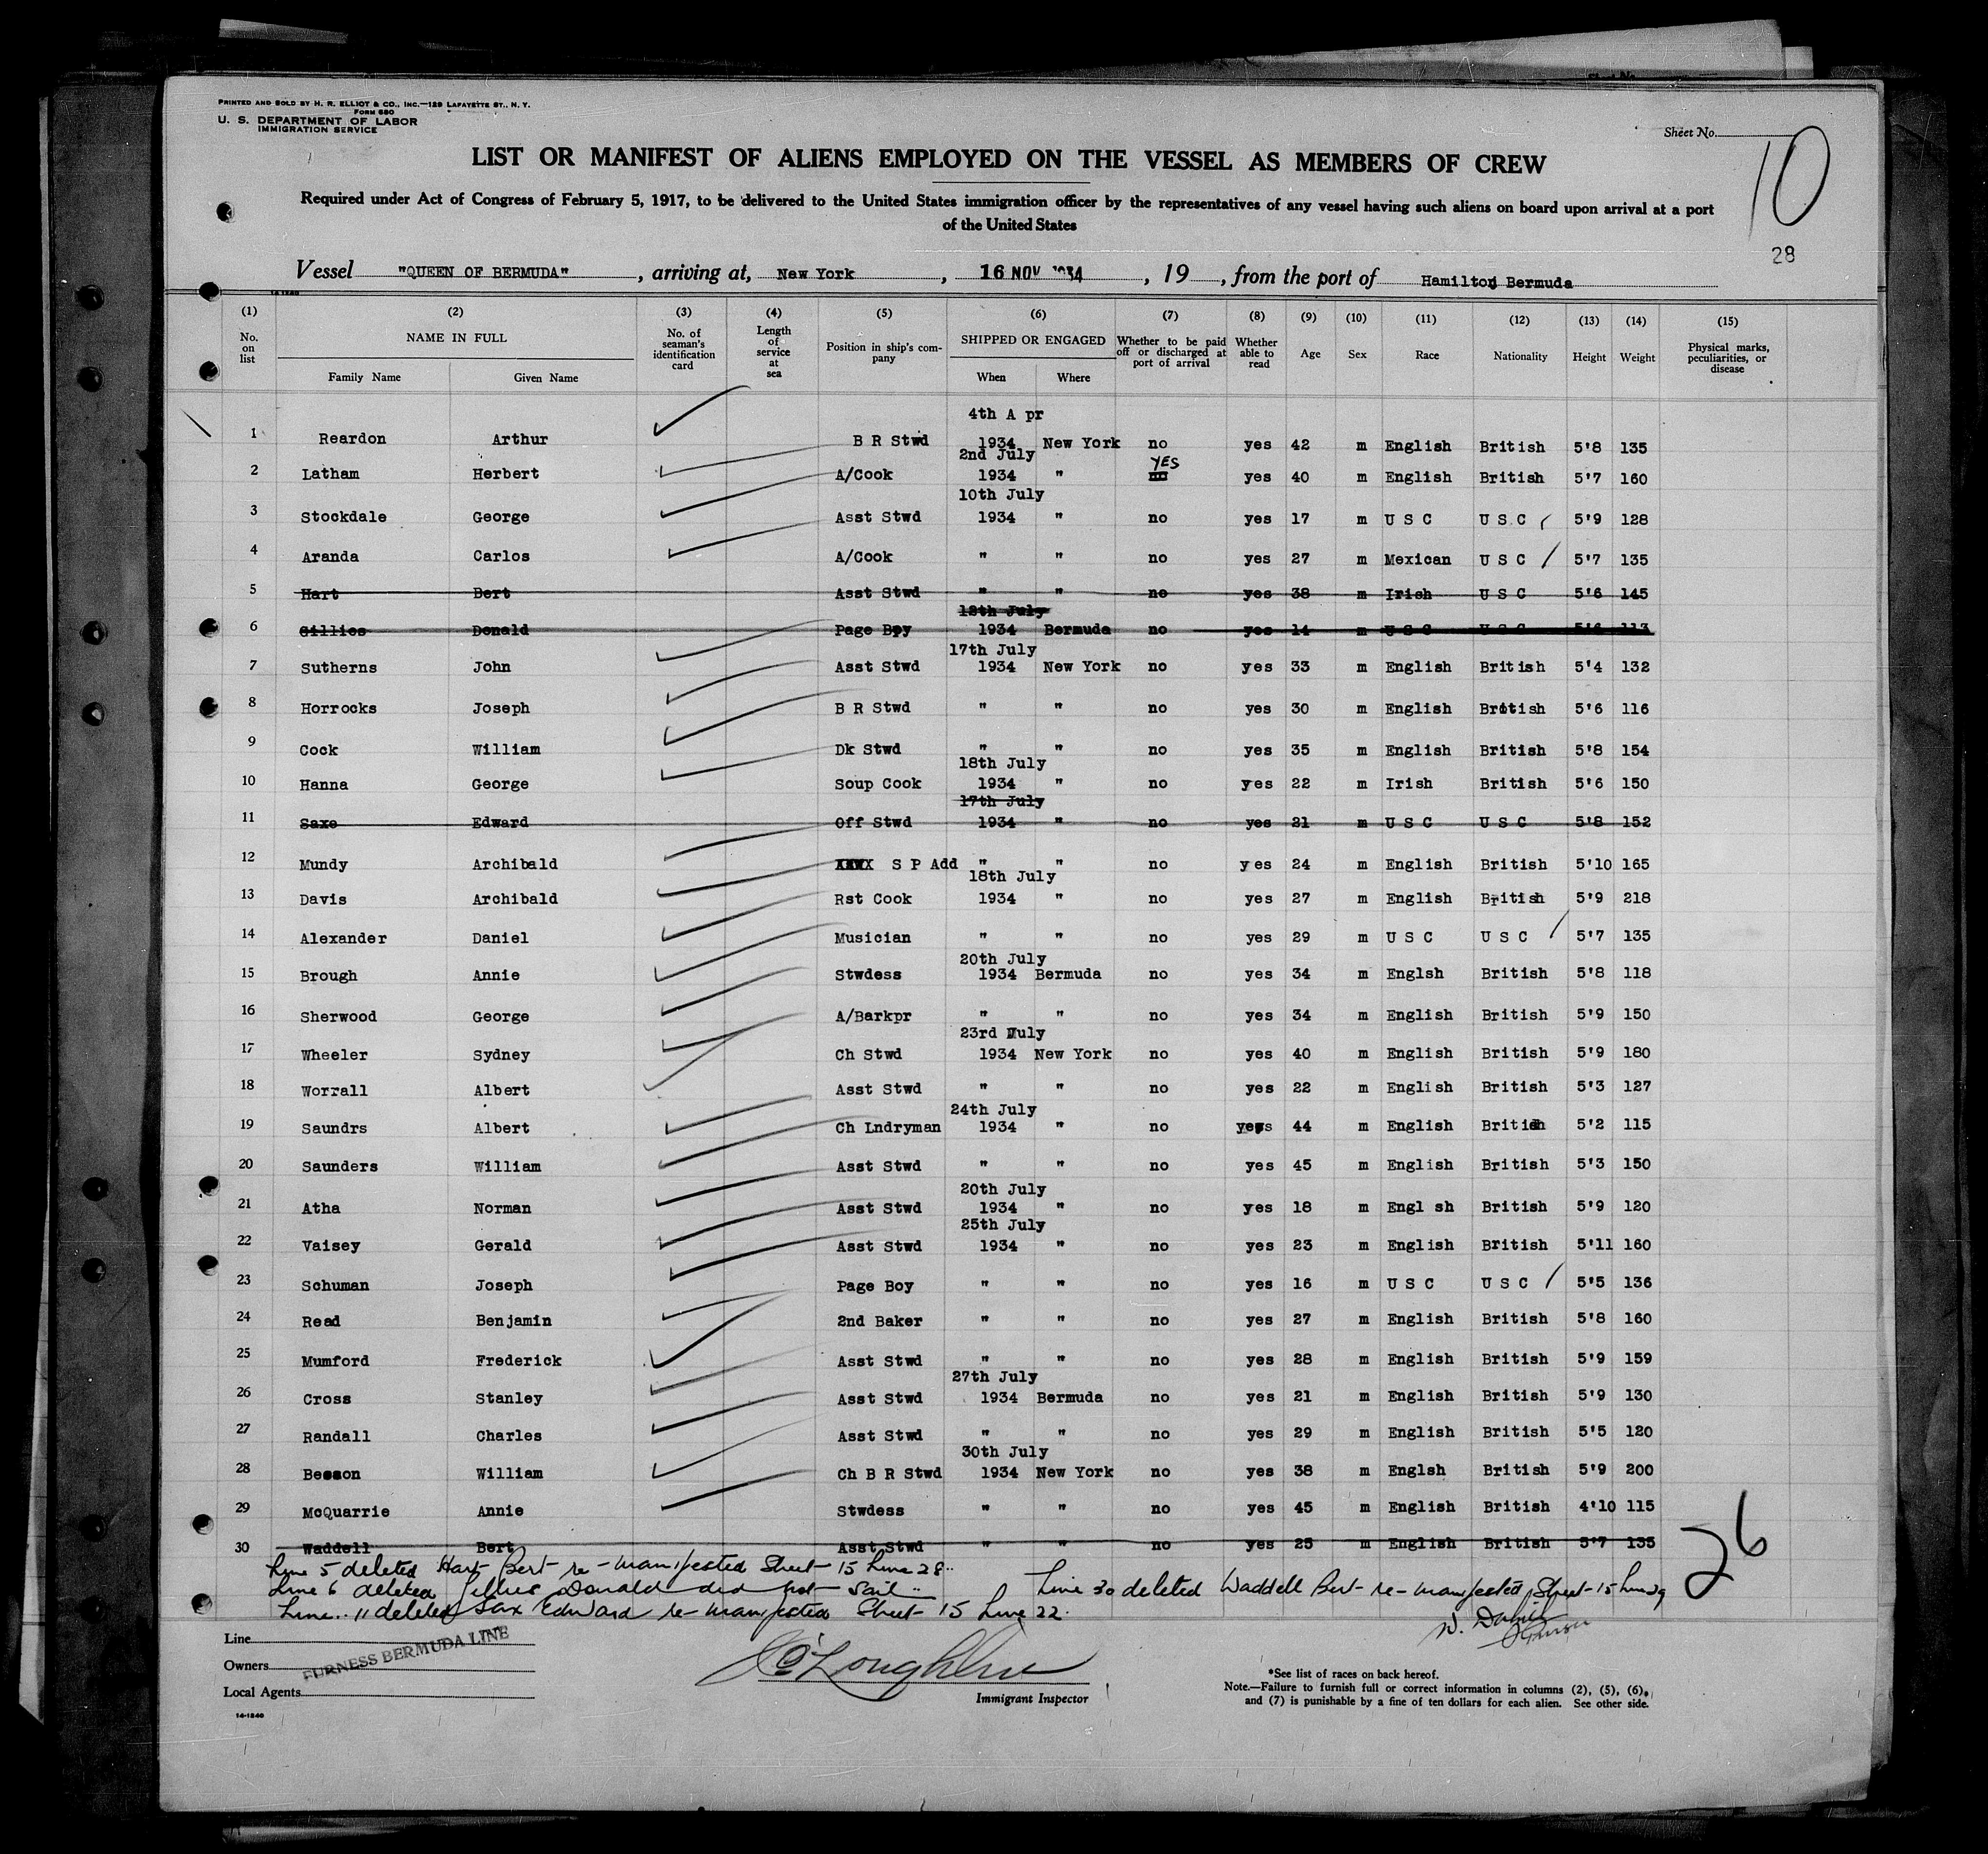 PRINTED AND SOLD BY H. R. ELLIOT & CO., INC.—129 LAFAYETTE ST., N. Y.
FORM 680
U. S. DEPARTMENT OF LABOR
IMMIGRATION SERVICE
Sheet No.
10
LIST OR MANIFEST OF ALIENS EMPLOYED ON THE VESSEL AS MEMBERS OF CREW
Required under Act of Congress of February 5, 1917, to be delivered to the United States immigration officer by the representatives of any vessel having such aliens on board upon arrival at a port
of the United States
28
Vessel "QUEEN OF BERMUDA", arriving at, New York, 16 NOV 1934, 19, from the port of Hamilton Bermuda
(1) (2) (3) (4) (5) (6) (7) (8) (9) (10) (11) (12) (13) (14) (15)
No. on list NAME IN FULL Family Name Given Name No. of seaman's identification card Length of service at sea Position in ship's company SHIPPED OR ENGAGED When Where Whether to be paid off or discharged at port of arrival Whether able to read Age Sex Race Nationality Height Weight Physical marks, peculiarities, or disease
4th A pr
1 Reardon Arthur B R Stwd 1934 New York no yes 42 m English British 5'8 135
2nd July YES
2 Latham Herbert A/Cook 1934 " no yes 40 m English British 5'7 160
10th July
3 Stockdale George Asst Stwd 1934 " no yes 17 m U S C U S C 5'9 128
4 Aranda Carlos A/Cook " " no yes 27 m Mexican U S C 5'7 135
5 Hart Bert Asst Stwd " " no yes 38 m Irish U S C 5'6 145
18th July
6 Gillies Donald Page Boy 1934 Bermuda no yes 14 m U S C U S C 5'6 113
17th July
7 Sutherns John Asst Stwd 1934 New York no yes 33 m English British 5'4 132
8 Horrocks Joseph B R Stwd " " no yes 30 m English British 5'6 116
9 Cock William Dk Stwd " " no yes 35 m English British 5'8 154
18th July
10 Hanna George Soup Cook 1934 " no yes 22 m Irish British 5'6 150
17th July
11 Saxe Edward Off Stwd 1934 " no yes 21 m U S C U S C 5'8 152
12 Mundy Archibald S P Add " " no yes 24 m English British 5'10 165
18th July
13 Davis Archibald Rst Cook 1934 " no yes 27 m English British 5'9 218
14 Alexander Daniel Musician " " no yes 29 m U S C U S C 5'7 135
20th July
15 Brough Annie Stwdess 1934 Bermuda no yes 34 m Englsh British 5'8 118
16 Sherwood George A/Barkpr " " no yes 34 m English British 5'9 150
23rd July
17 Wheeler Sydney Ch Stwd 1934 New York no yes 40 m English British 5'9 180
18 Worrall Albert Asst Stwd " " no yes 22 m English British 5'3 127
24th July
19 Saundrs Albert Ch Lndryman 1934 " no yes 44 m English British 5'2 115
20 Saunders William Asst Stwd " " no yes 45 m English British 5'3 150
20th July
21 Atha Norman Asst Stwd 1934 " no yes 18 m Engl sh British 5'9 120
25th July
22 Vaisey Gerald Asst Stwd 1934 " no yes 23 m English British 5'11 160
23 Schuman Joseph Page Boy " " no yes 16 m U S C U S C 5'5 136
24 Read Benjamin 2nd Baker " " no yes 27 m English British 5'8 160
25 Mumford Frederick Asst Stwd " " no yes 28 m English British 5'9 159
27th July
26 Cross Stanley Asst Stwd 1934 Bermuda no yes 21 m English British 5'9 130
27 Randall Charles Asst Stwd " " no yes 29 m English British 5'5 120
30th July
28 Besson William Ch B R Stwd 1934 New York no yes 38 m Englsh British 5'9 200
29 McQuarrie Annie Stwdess " " no yes 45 m English British 4'10 115
30 Waddell Bert Asst Stwd " " no yes 25 m English British 5'7 135
26
Line 5 deleted Hart Bert re-manifested Sheet 15 Line 28..
Line 6 deleted Gillies Donald did not sail.. Line 30 deleted Waddell Bert re-manifested Sheet 15 Line 29
Line.. 11 deleted Sax Edward re-manifested Sheet 15 Line 22.
Purser
Line
Owners FURNESS BERMUDA LINE
Local Agents
14-1240
O'Loughlin
Immigrant Inspector
*See list of races on back hereof.
Note.—Failure to furnish full or correct information in columns (2), (5), (6),
and (7) is punishable by a fine of ten dollars for each alien. See other side.